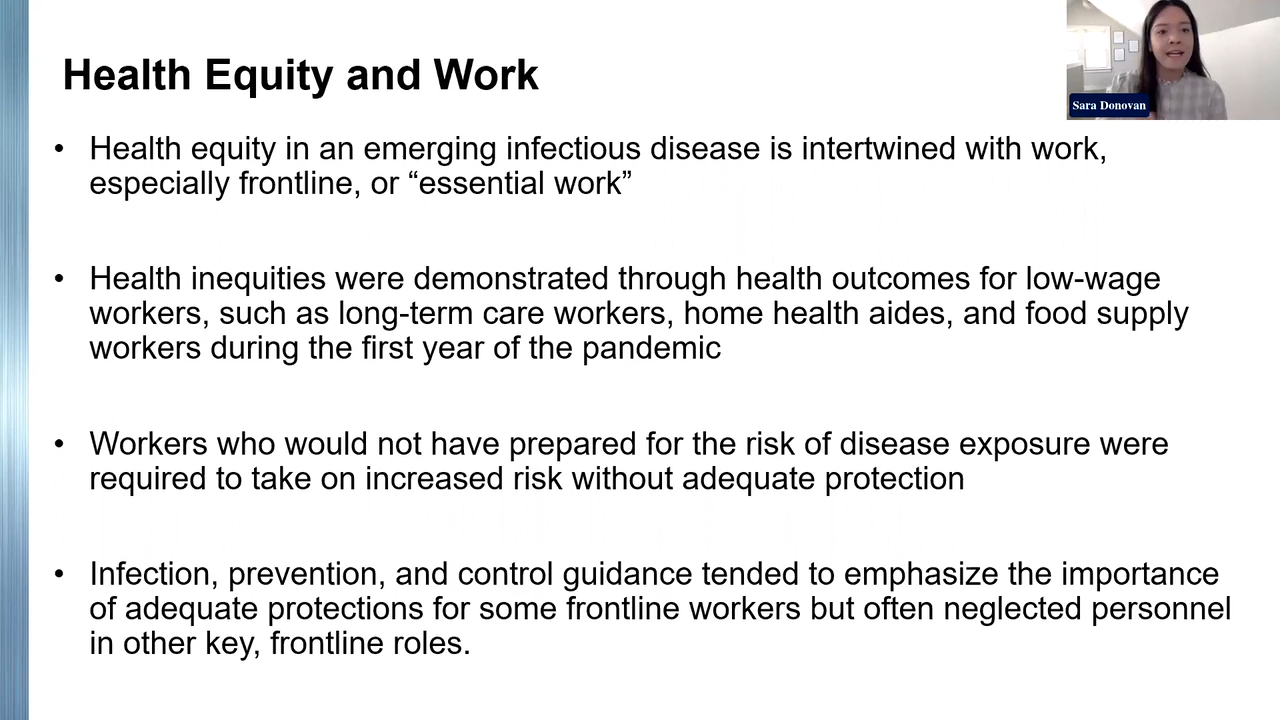 Health Equity and Work
Sara Donovan
• Health equity in an emerging infectious disease is intertwined with work,
especially frontline, or “essential work”
• Health inequities were demonstrated through health outcomes for low-wage
workers, such as long-term care workers, home health aides, and food supply
workers during the first year of the pandemic
• Workers who would not have prepared for the risk of disease exposure were
required to take on increased risk without adequate protection
• Infection, prevention, and control guidance tended to emphasize the importance
of adequate protections for some frontline workers but often neglected personnel
in other key, frontline roles.